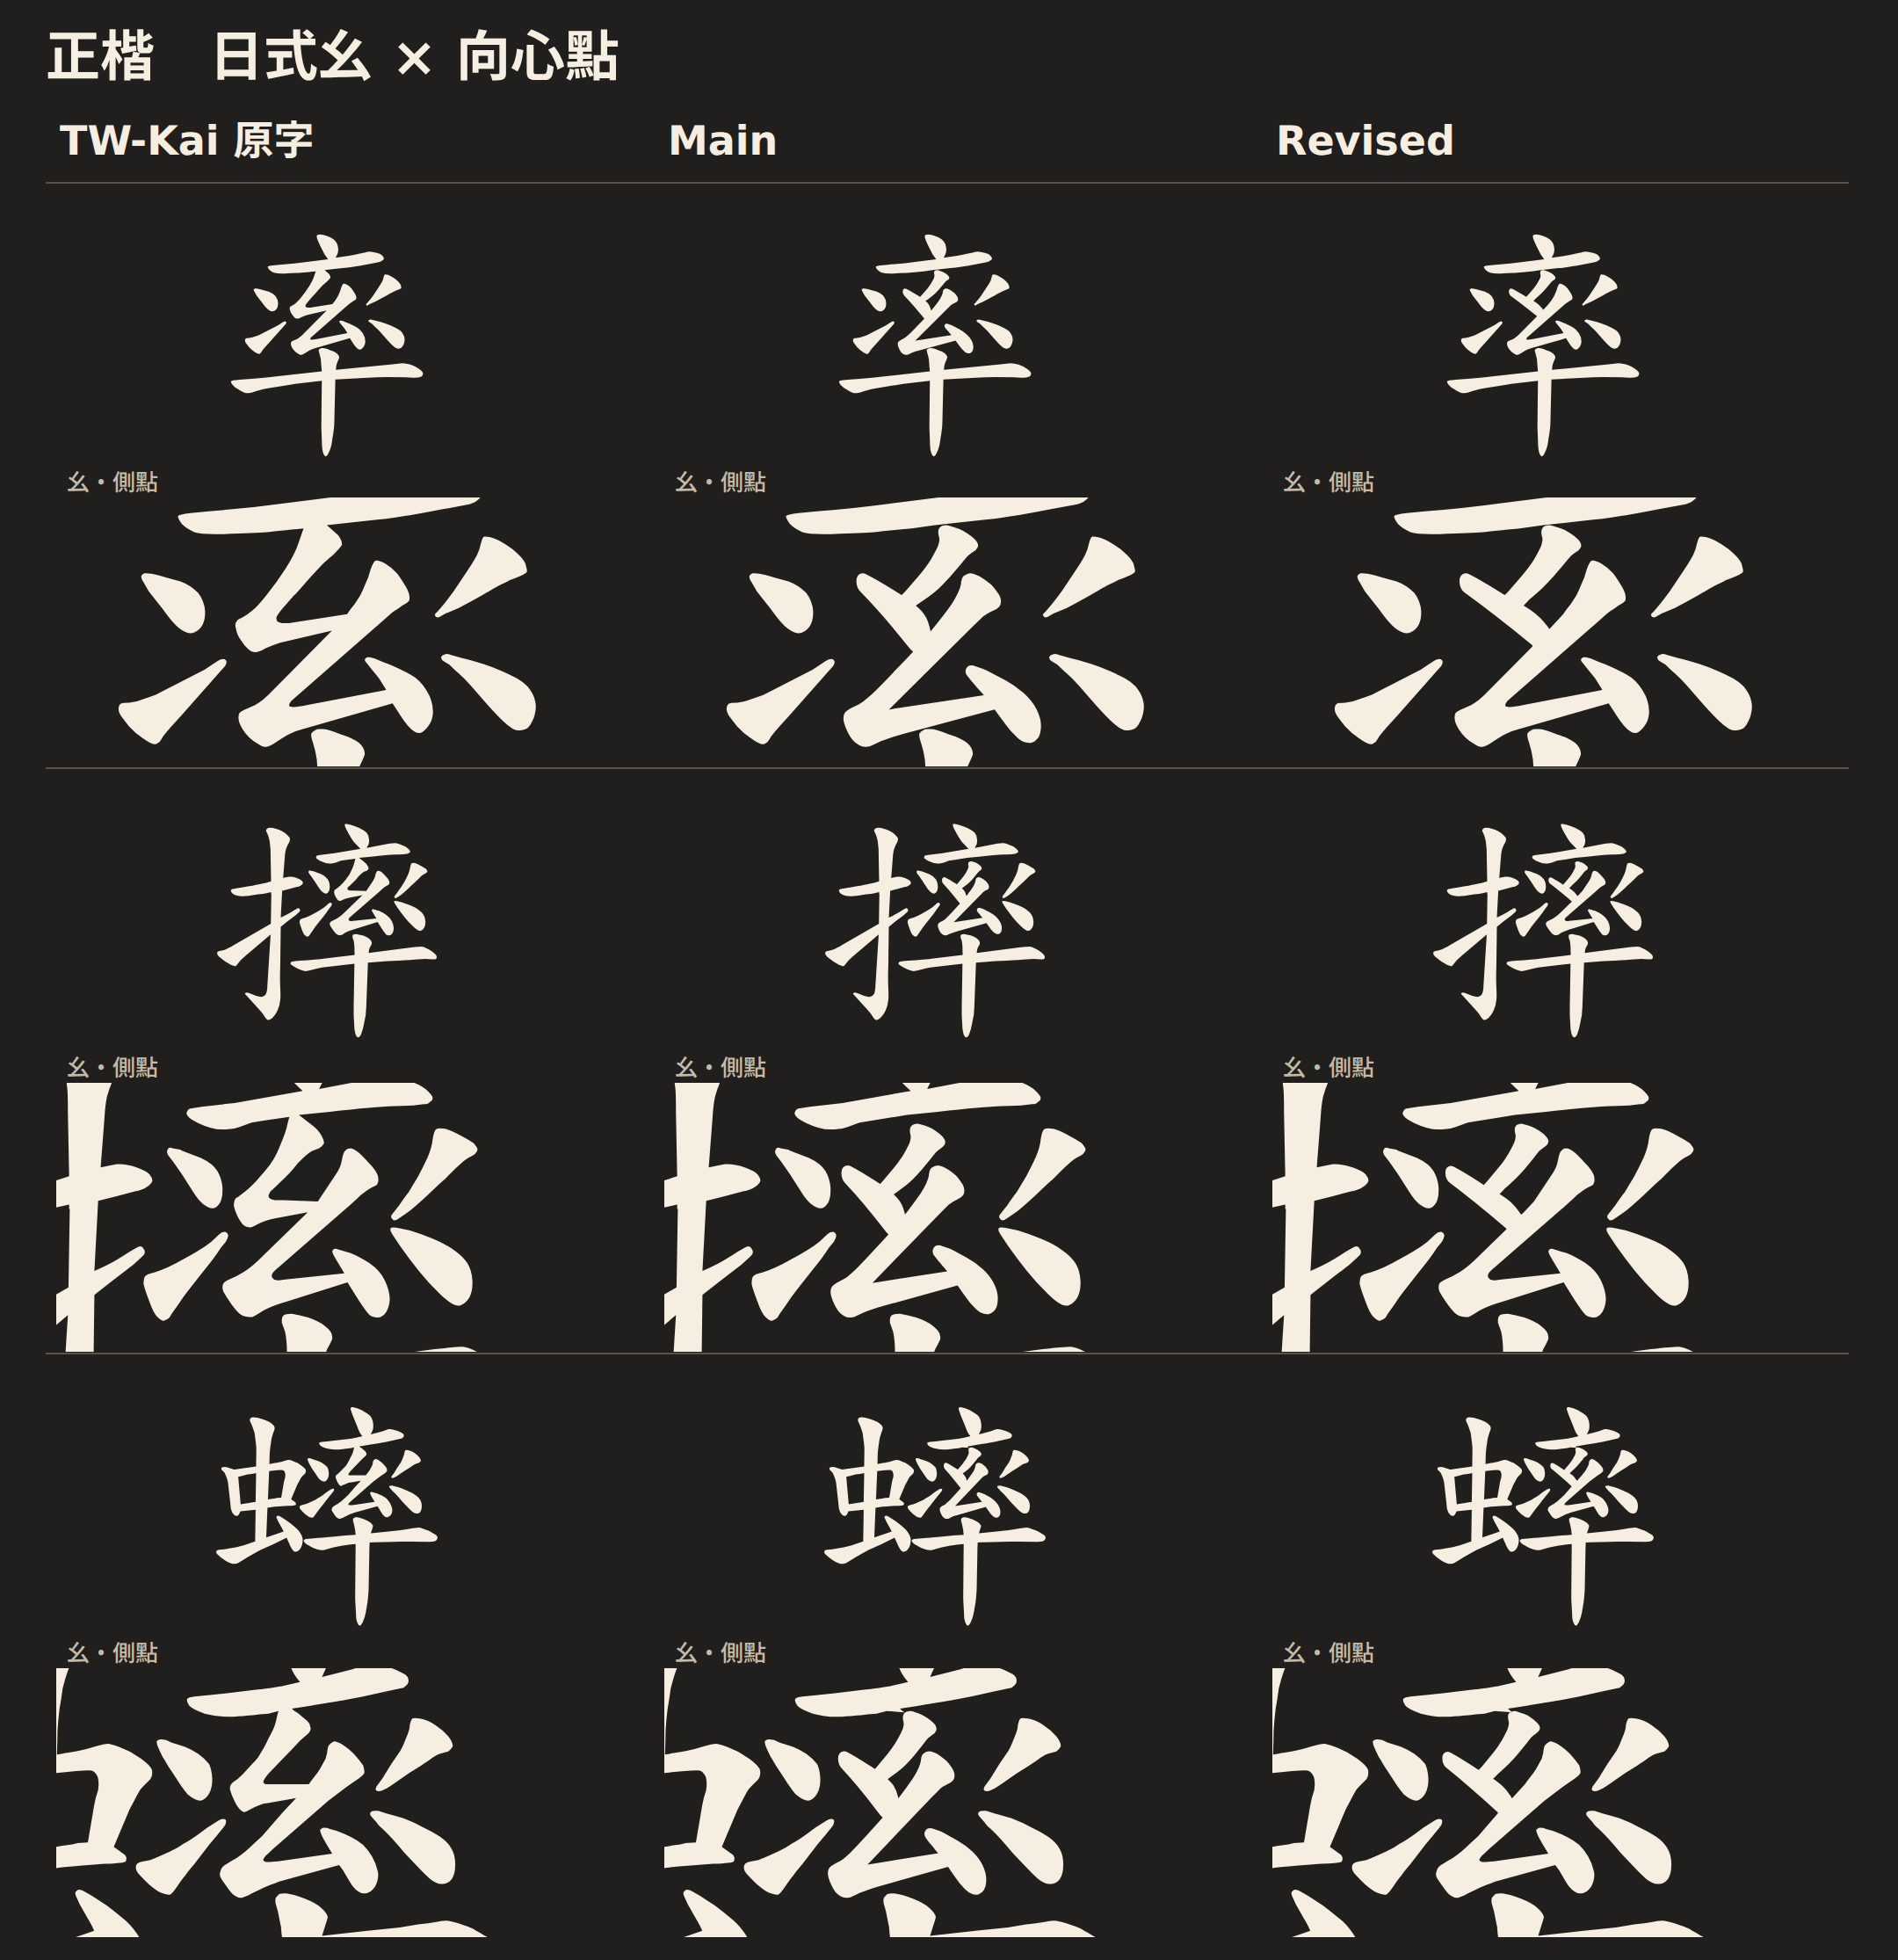 正楷 日式幺 × 向心點
TW-Kai 原字 Main Revised
率 率 率
幺・側點 幺・側點 幺・側點
摔 摔 摔
幺・側點 幺・側點 幺・側點
蟀 蟀 蟀
幺・側點 幺・側點 幺・側點